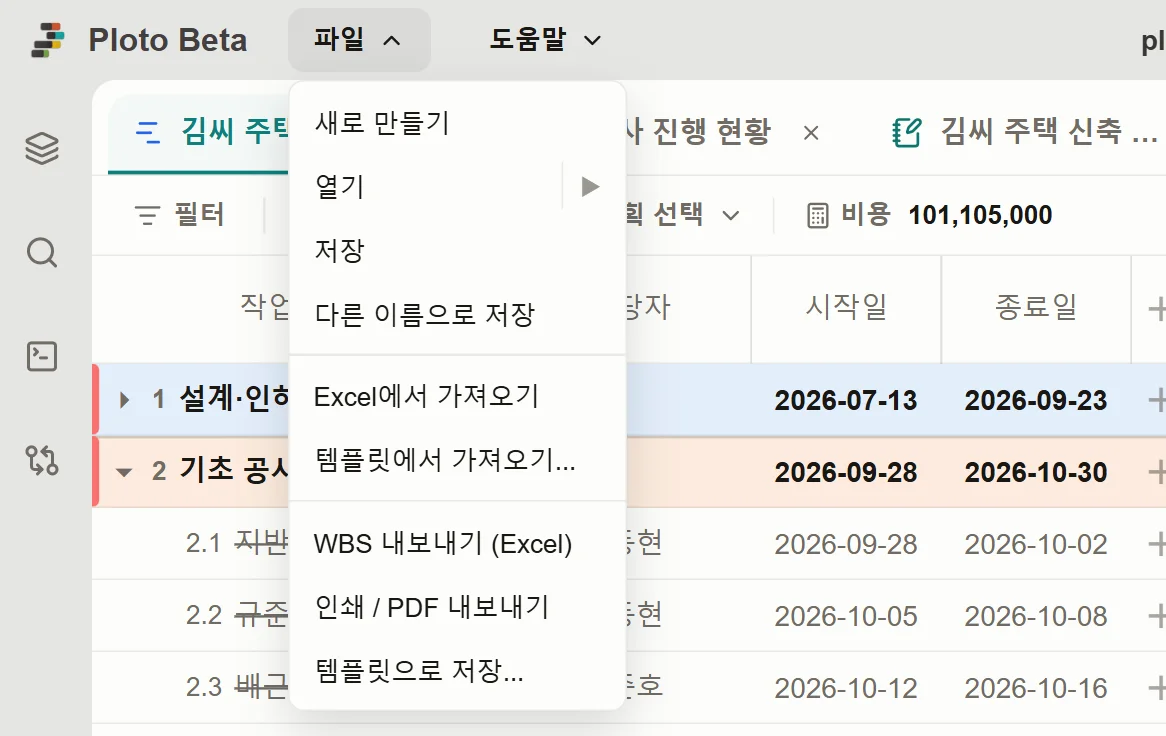 Ploto Beta 파일 도움말
김씨 주택 진행 현황 김씨 주택 신축 ...
새로 만들기
열기
필터 선택 비용 101,105,000
저장
다른 이름으로 저장
시작일 종료일
Excel에서 가져오기
1 설계·인허 2026-07-13 2026-09-23
템플릿에서 가져오기...
2 기초 공사 2026-09-28 2026-10-30
WBS 내보내기 (Excel)
2.1 지반 2026-09-28 2026-10-02
인쇄 / PDF 내보내기
2.2 규준 2026-10-05 2026-10-08
템플릿으로 저장...
2.3 배근 2026-10-12 2026-10-16